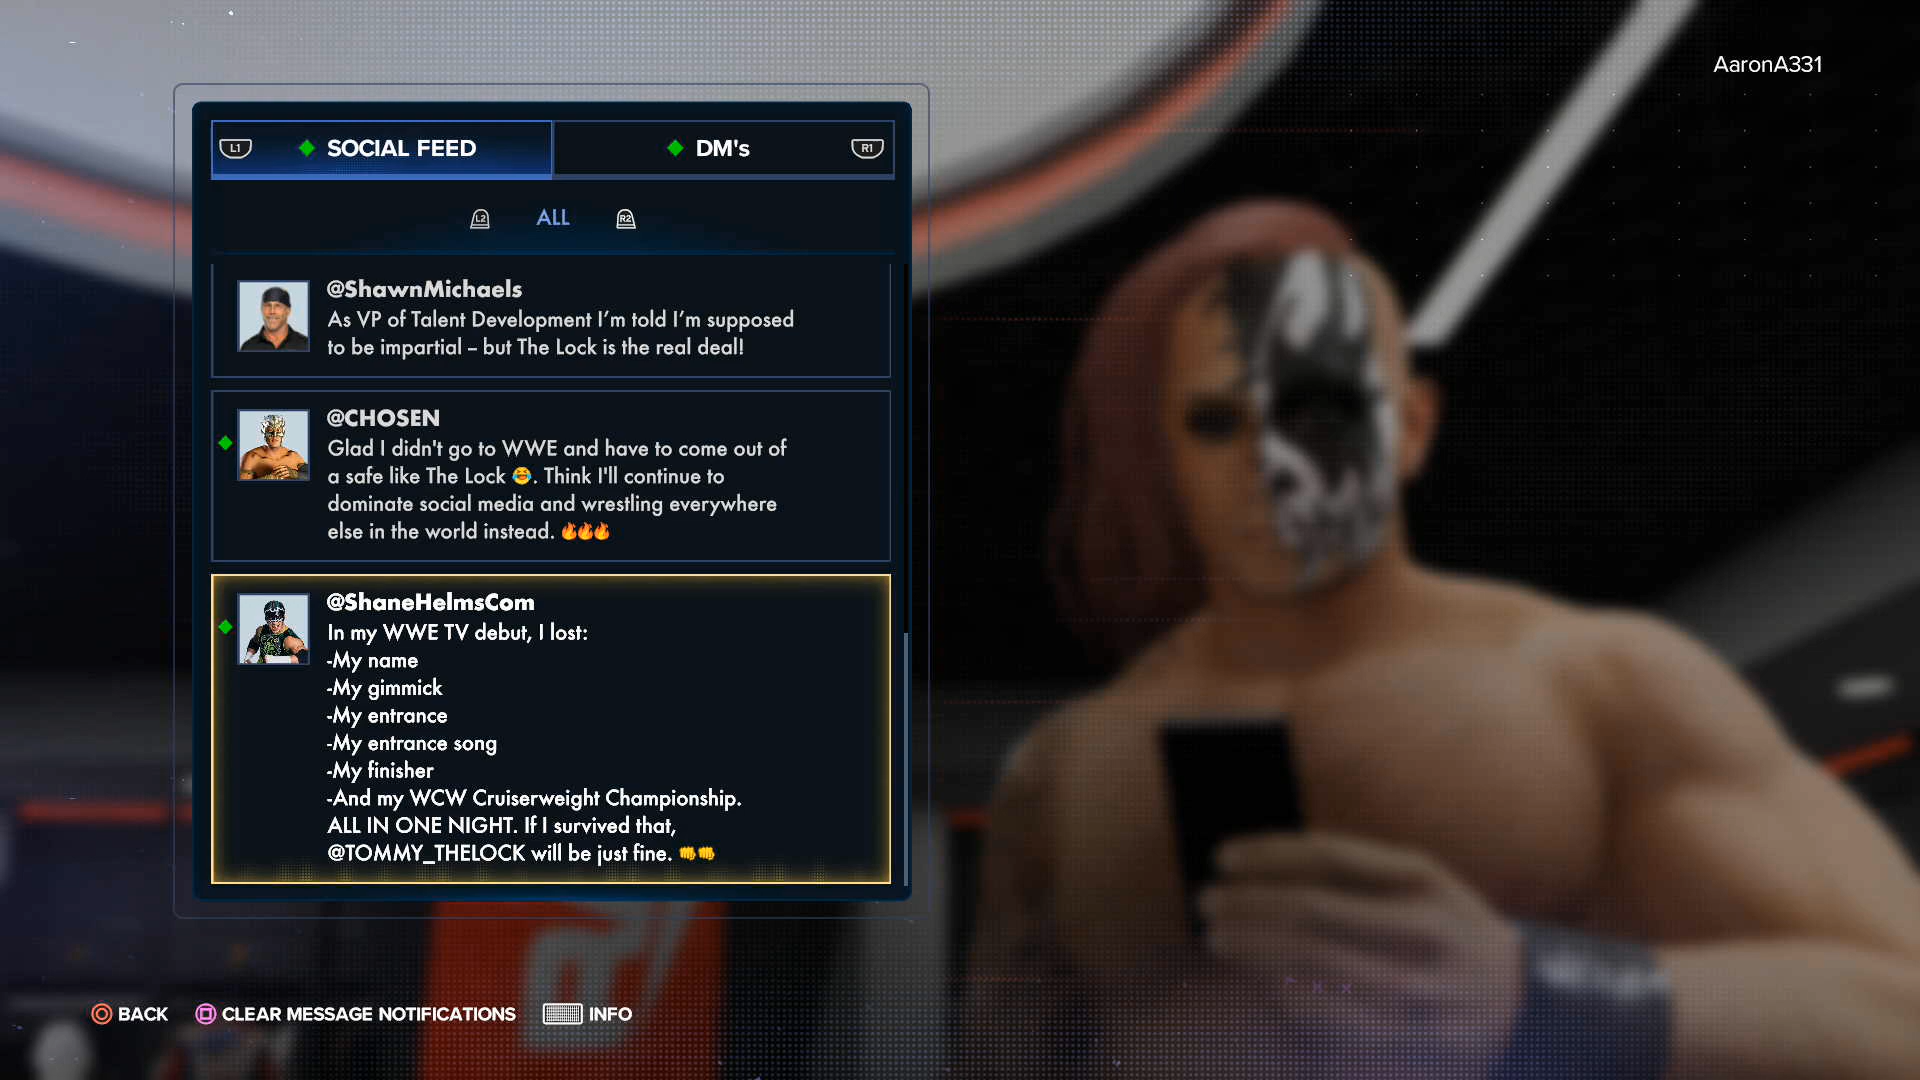 AaronA331
L1 SOCIAL FEED DM's R1
L2 ALL R2
@ShawnMichaels
As VP of Talent Development I’m told I’m supposed
to be impartial – but The Lock is the real deal!
@CHOSEN
Glad I didn't go to WWE and have to come out of
a safe like The Lock 😂. Think I'll continue to
dominate social media and wrestling everywhere
else in the world instead. 🔥🔥🔥
@ShaneHelmsCom
In my WWE TV debut, I lost:
-My name
-My gimmick
-My entrance
-My entrance song
-My finisher
-And my WCW Cruiserweight Championship.
ALL IN ONE NIGHT. If I survived that,
@TOMMY_THELOCK will be just fine. 👊👊
BACK CLEAR MESSAGE NOTIFICATIONS INFO